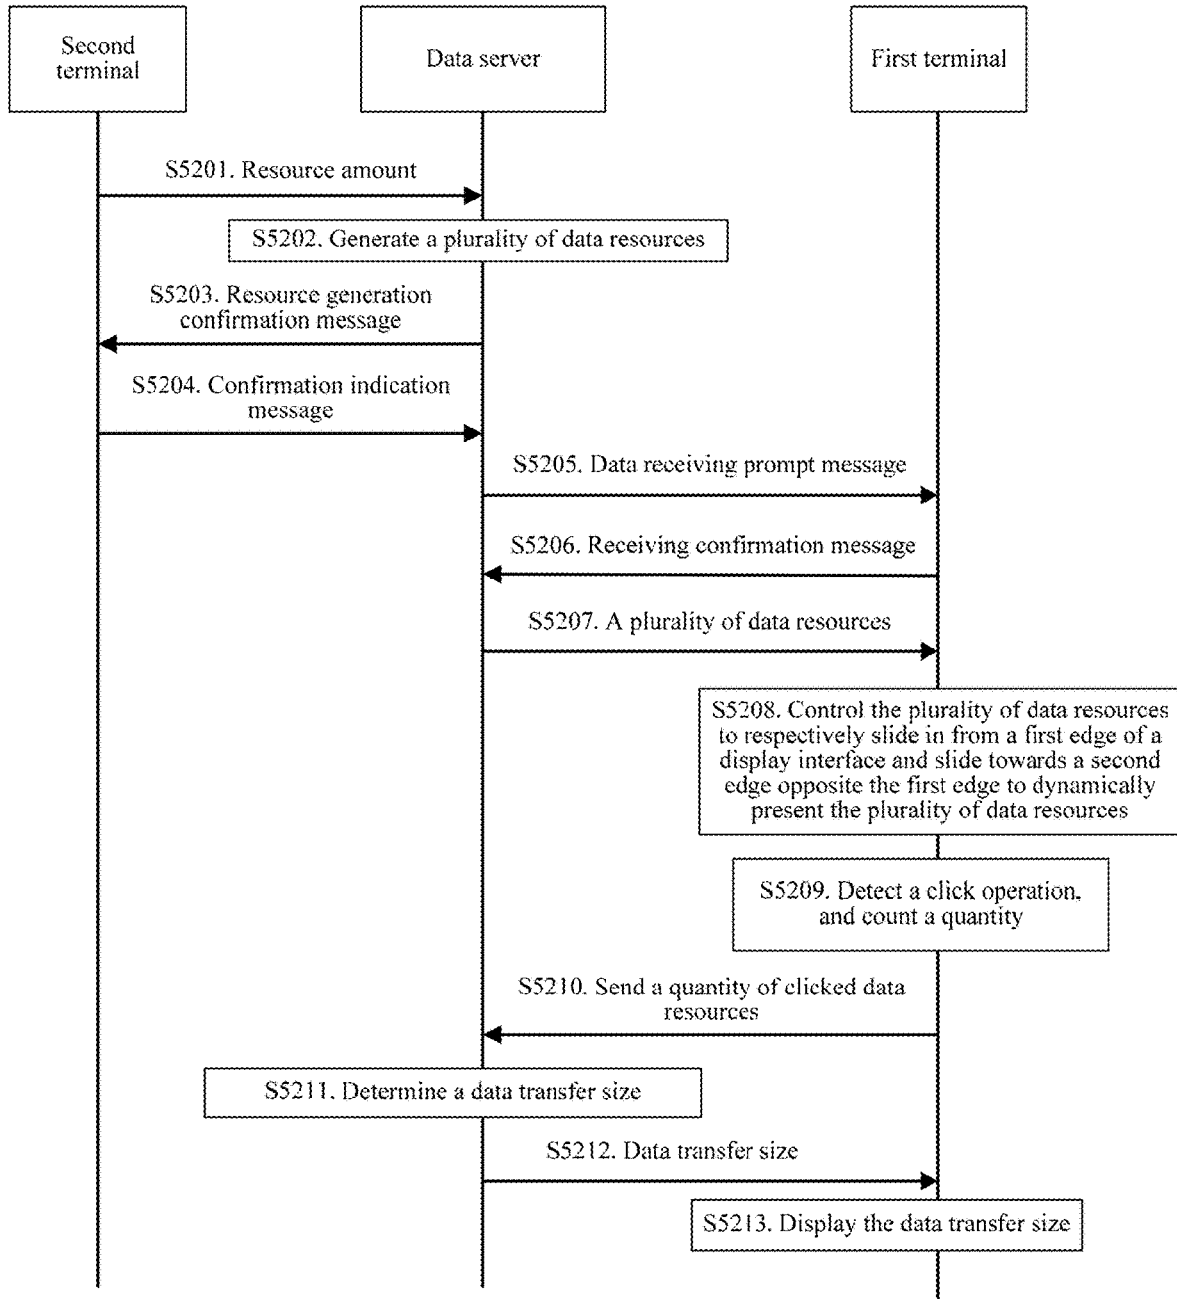 Second
terminal
Data server
First terminal
S5201. Resource amount
S5202. Generate a plurality of data resources
S5203. Resource generation
confirmation message
S5204. Confirmation indication
message
S5205. Data receiving prompt message
S5206. Receiving confirmation message
S5207. A plurality of data resources
S5208. Control the plurality of data resources
to respectively slide in from a first edge of a
display interface and slide towards a second
edge opposite the first edge to dynamically
present the plurality of data resources
S5209. Detect a click operation,
and count a quantity
S5210. Send a quantity of clicked data
resources
S5211. Determine a data transfer size
S5212. Data transfer size
S5213. Display the data transfer size